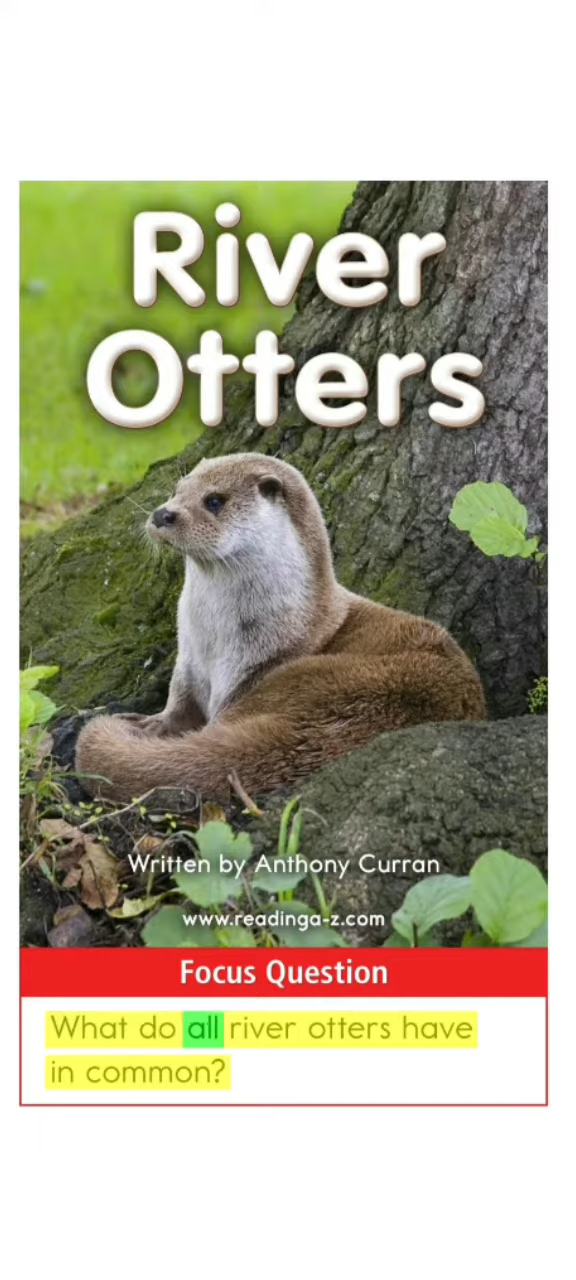 River
Otters
Written by Anthony Curran
www.readinga-z.com
Focus Question
What do all river otters have
in common?